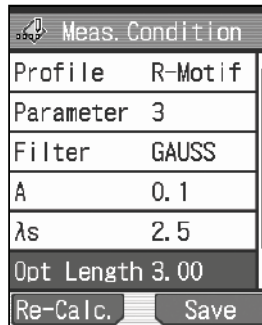 Meas. Condition
Profile R-Motif
Parameter 3
Filter GAUSS
A 0.1
λs 2.5
Opt Length 3.00
Re-Calc. Save